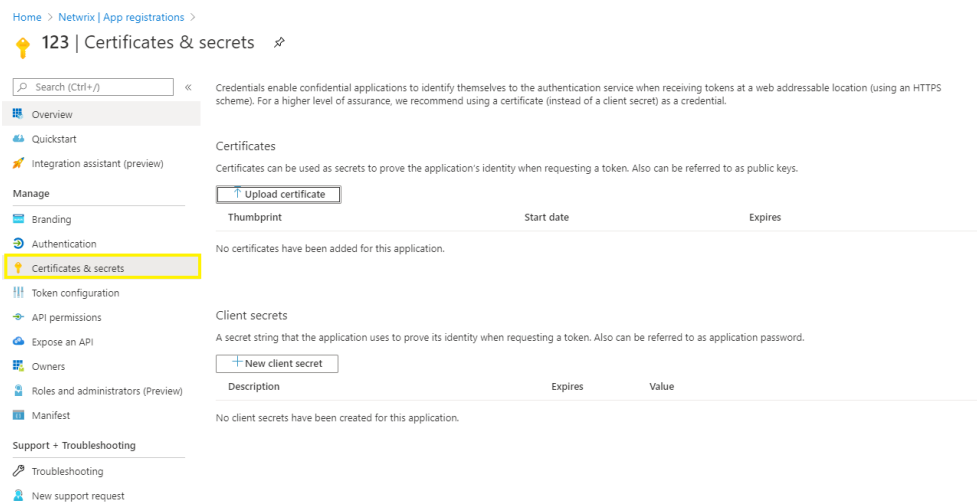 Home > Netwrix | App registrations >
123 | Certificates & secrets
Search (Ctrl+/)
«
Overview
Quickstart
Integration assistant (preview)
Manage
Branding
Authentication
Certificates & secrets
Token configuration
API permissions
Expose an API
Owners
Roles and administrators (Preview)
Manifest
Support + Troubleshooting
Troubleshooting
New support request
Credentials enable confidential applications to identify themselves to the authentication service when receiving tokens at a web addressable location (using an HTTPS
scheme). For a higher level of assurance, we recommend using a certificate (instead of a client secret) as a credential.
Certificates
Certificates can be used as secrets to prove the application's identity when requesting a token. Also can be referred to as public keys.
Upload certificate
Thumbprint Start date Expires
No certificates have been added for this application.
Client secrets
A secret string that the application uses to prove its identity when requesting a token. Also can be referred to as application password.
New client secret
Description Expires Value
No client secrets have been created for this application.